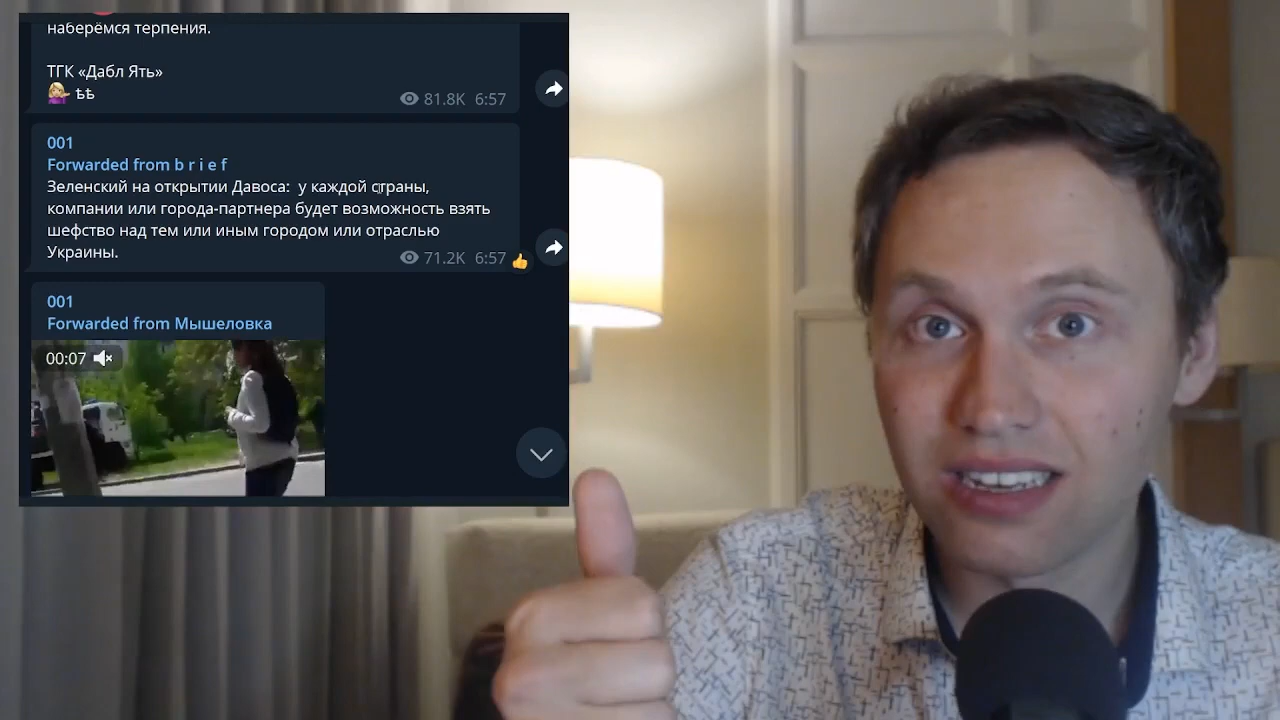 наберёмся терпения.
ТГК «Дабл Ять»
ѣѣ
81.8K 6:57
001
Forwarded from b r i e f
Зеленский на открытии Давоса: у каждой страны,
компании или города-партнера будет возможность взять
шефство над тем или иным городом или отраслью
Украины.
71.2K 6:57
001
Forwarded from Мышеловка
00:07